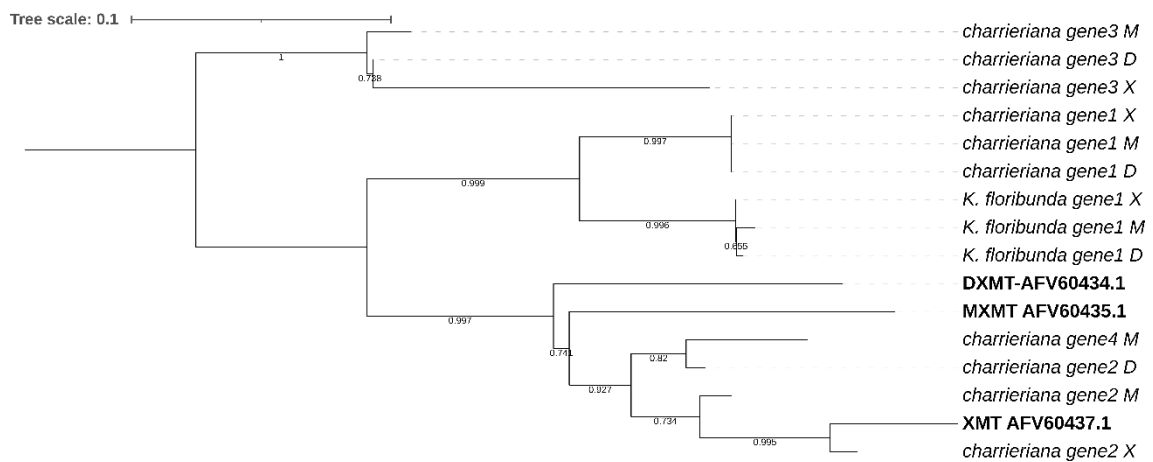 Tree scale: 0.1
charrieriana gene3 M
1
charrieriana gene3 D
0.738
charrieriana gene3 X
charrieriana gene1 X
0.997
charrieriana gene1 M
charrieriana gene1 D
0.999
K. floribunda gene1 X
0.996
K. floribunda gene1 M
0.655
K. floribunda gene1 D
DXMT-AFV60434.1
0.997
MXMT AFV60435.1
0.741
charrieriana gene4 M
0.82
charrieriana gene2 D
0.927
charrieriana gene2 M
0.734
XMT AFV60437.1
0.995
charrieriana gene2 X